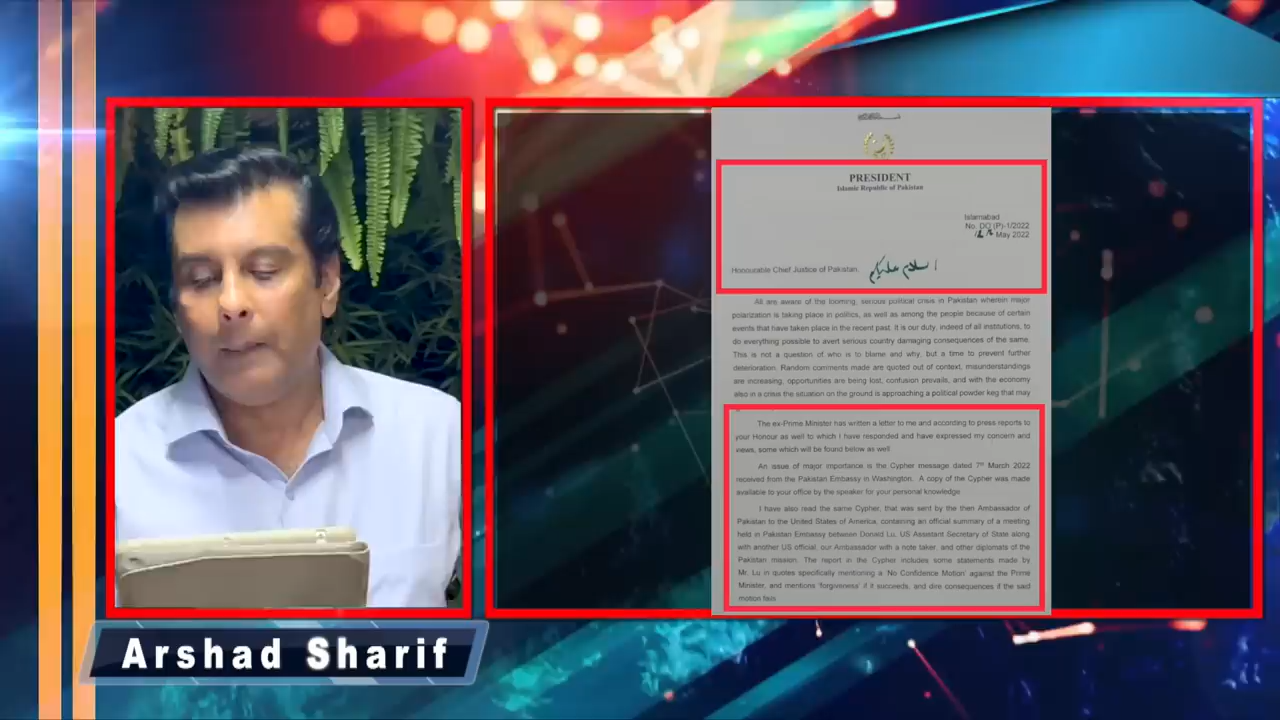 PRESIDENT
Islamic Republic of Pakistan
Islamabad
No. DO (P)-1/2022
May 2022
Honourable Chief Justice of Pakistan, السلام علیکم
All are aware of the looming, serious political crisis in Pakistan wherein major
polarization is taking place in politics, as well as among the people because of certain
events that have taken place in the recent past. It is our duty, indeed of all institutions, to
do everything possible to avert serious country damaging consequences of the same.
This is not a question of who is to blame and why, but a time to prevent further
deterioration. Random comments made are quoted out of context, misunderstandings
are increasing, opportunities are being lost, confusion prevails, and with the economy
also in a crisis the situation on the ground is approaching a political powder keg that may
The ex-Prime Minister has written a letter to me and according to press reports to
your Honour as well to which I have responded and have expressed my concern and
views, some which will be found below as well
An issue of major importance is the Cypher message dated 7th March 2022
received from the Pakistan Embassy in Washington. A copy of the Cypher was made
available to your office by the speaker for your personal knowledge
I have also read the same Cypher, that was sent by the then Ambassador of
Pakistan to the United States of America, containing an official summary of a meeting
held in Pakistan Embassy between Donald Lu, US Assistant Secretary of State along
with another US official, our Ambassador with a note taker, and other diplomats of the
Pakistan mission. The report in the Cypher includes some statements made by
Mr. Lu in quotes specifically mentioning a 'No Confidence Motion' against the Prime
Minister, and mentions 'forgiveness' if it succeeds, and dire consequences if the said
motion fails
Arshad Sharif